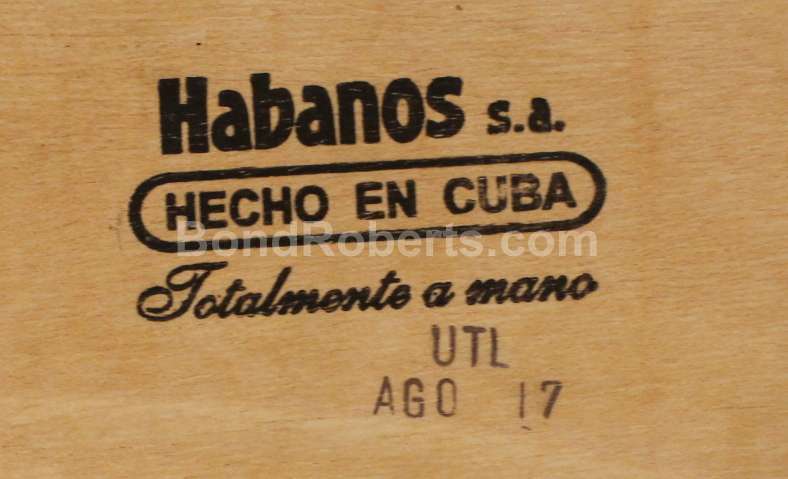 Habanos s.a.
HECHO EN CUBA
BondRoberts.com
Totalmente a mano
UTL
AGO 17